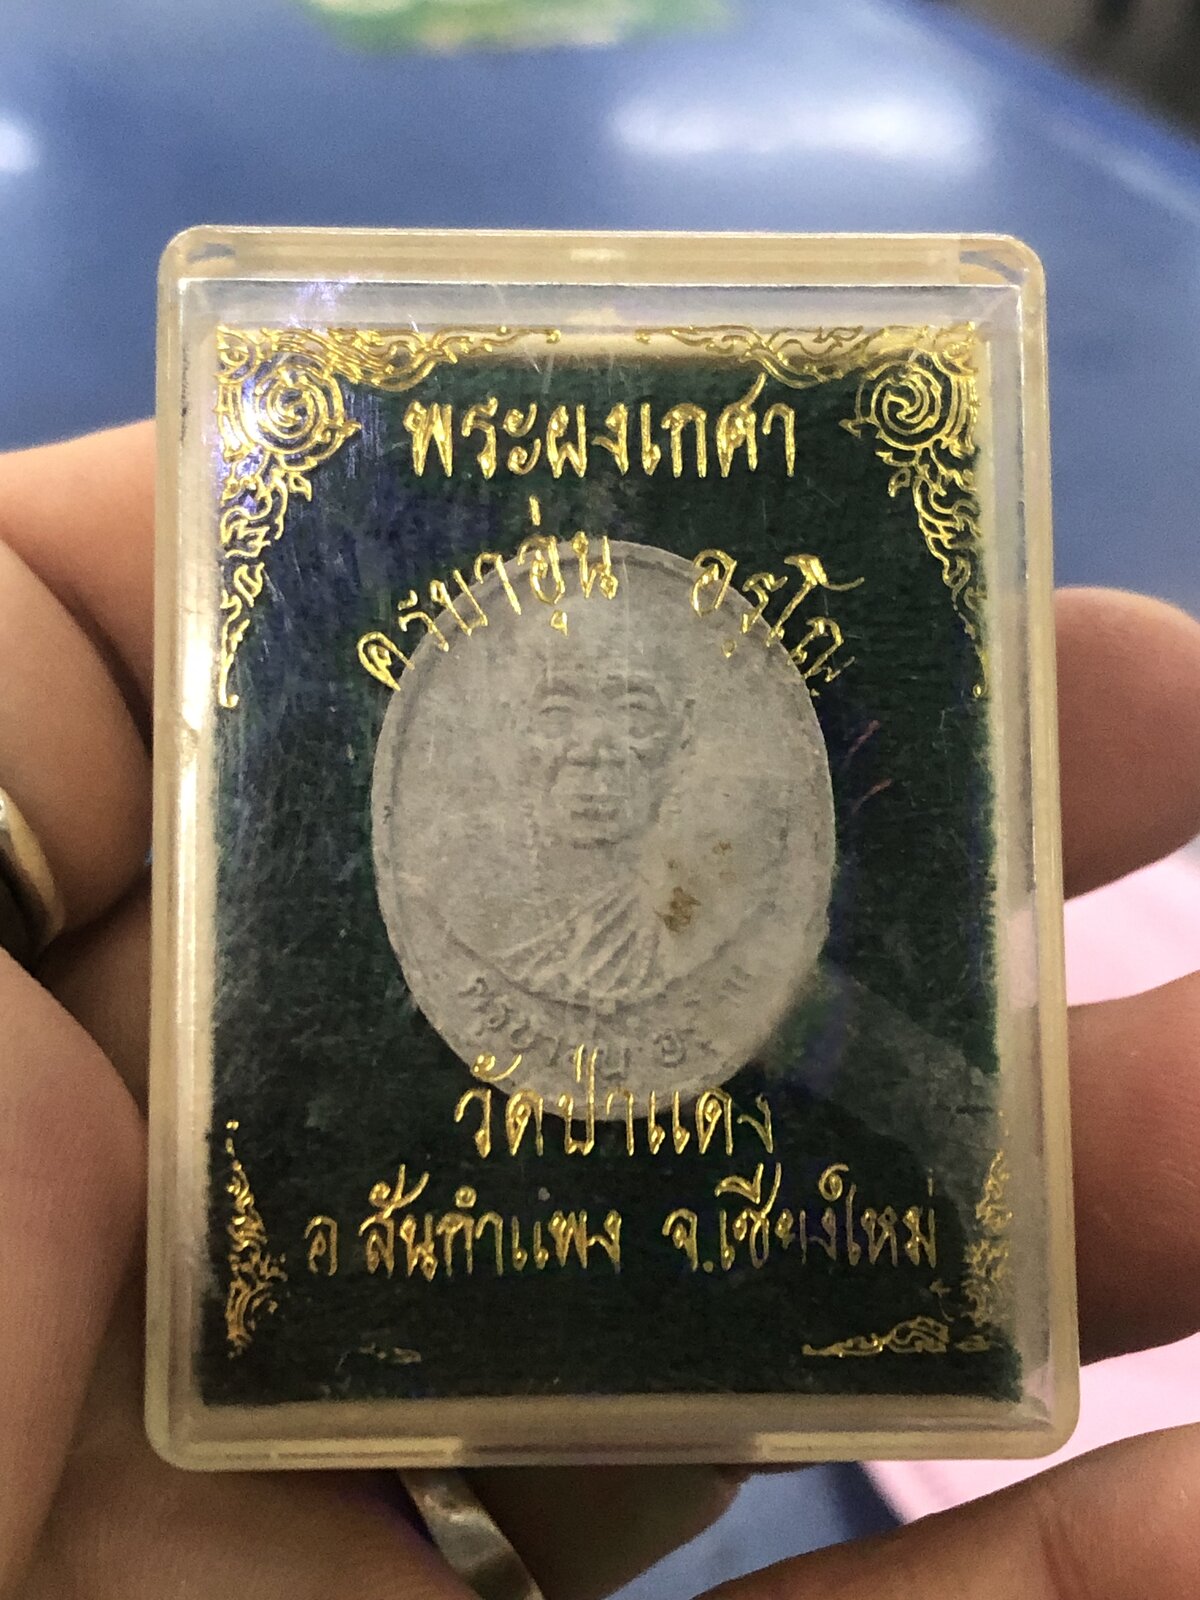 พระผงเกศา
ครูบาอุ่น อรุโณ
วัดป่าแดง
อ สันกำแพง จ.เชียงใหม่